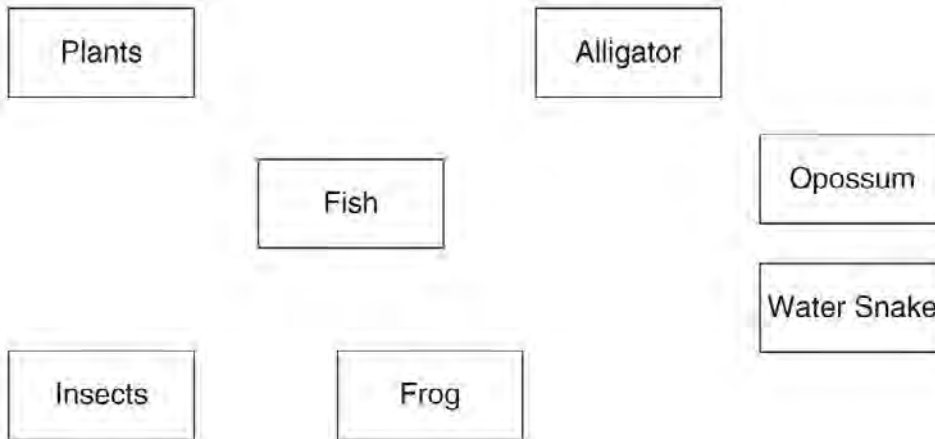 Plants
Alligator
Fish
Opossum
Water Snake
Insects
Frog